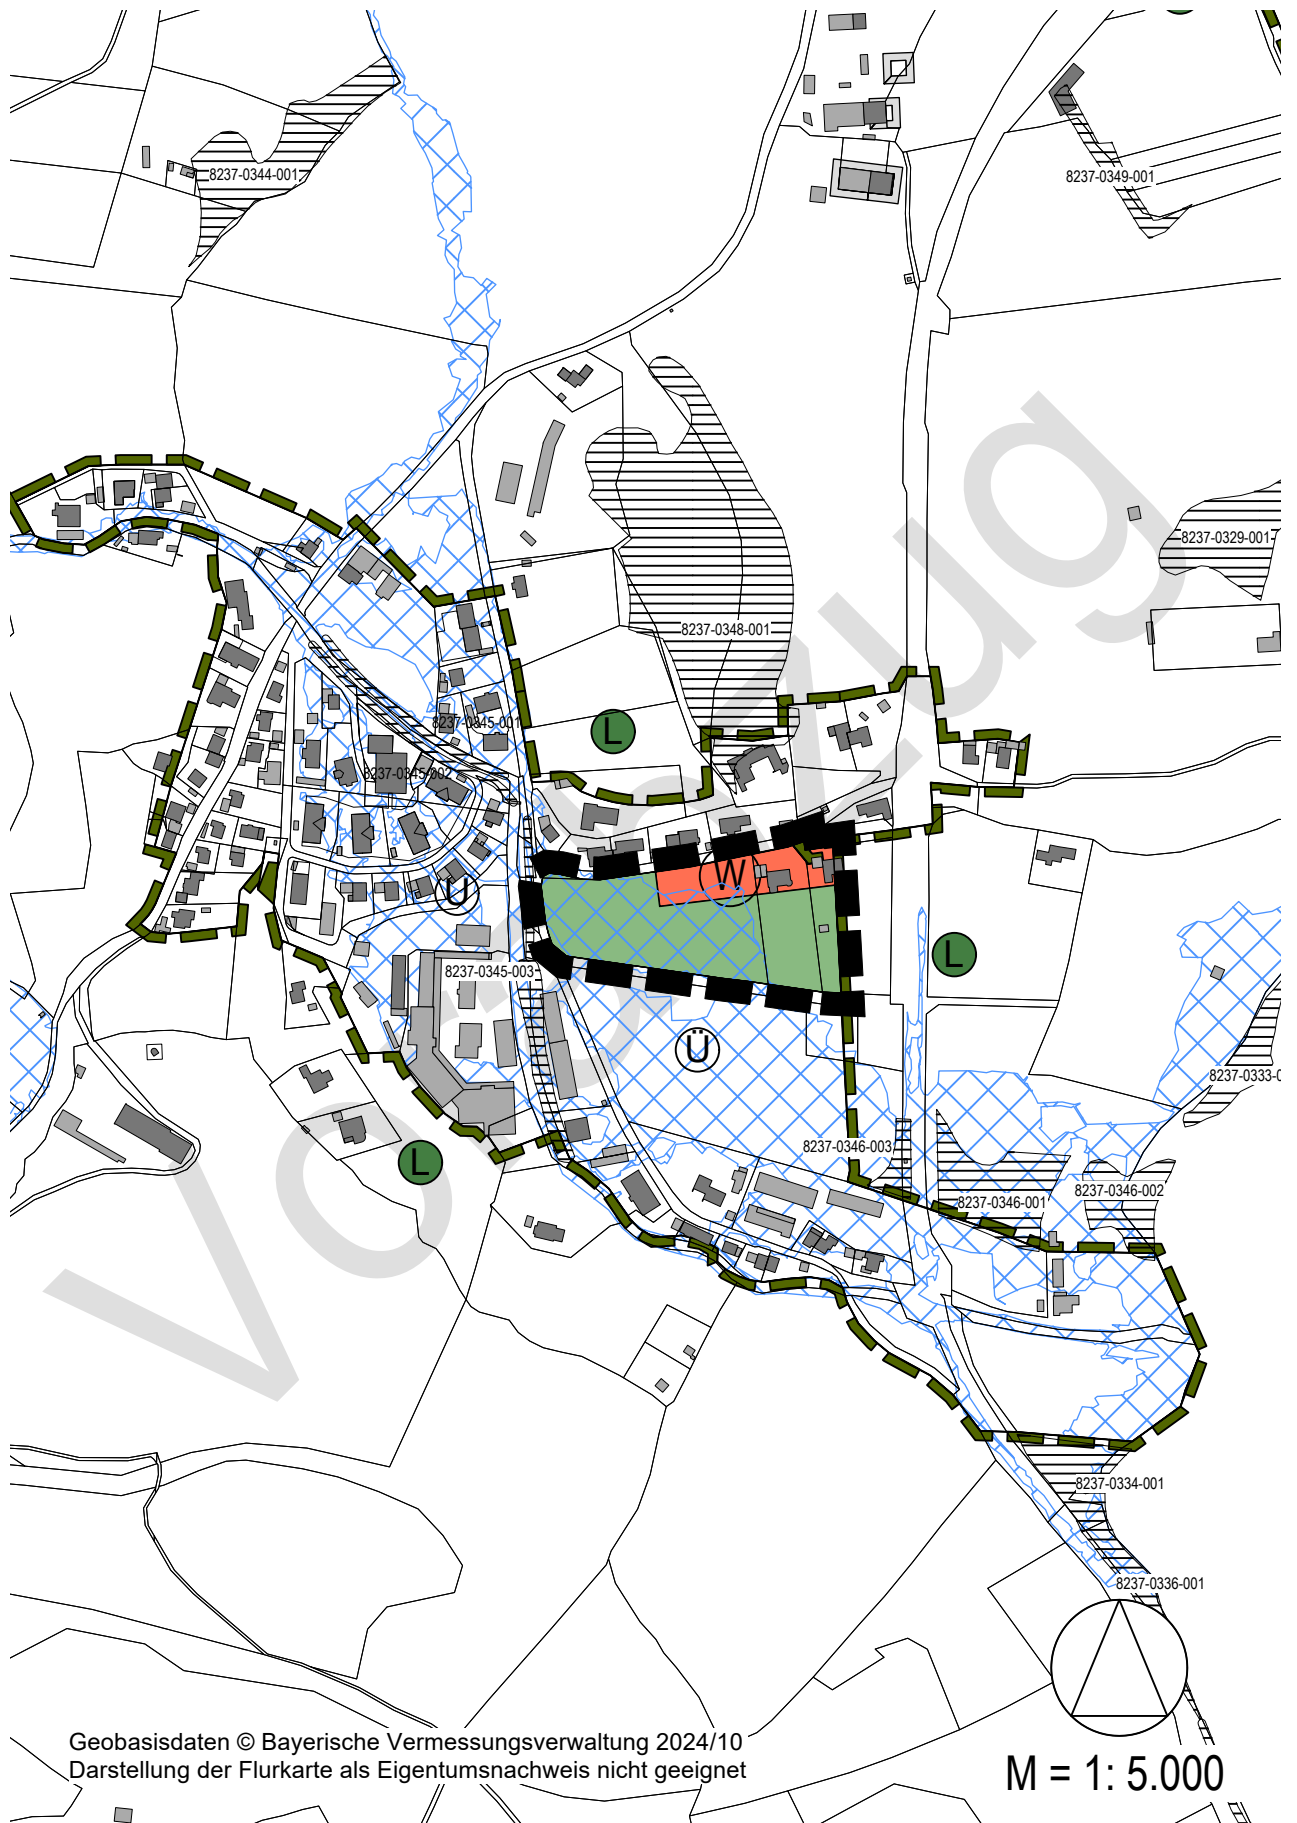 8237-0344-001
8237-0349-001
8237-0329-001
8237-0348-001
8237-0345-001
L
8237-0345-002
W
Ü
L
8237-0345-003
Ü
8237-0333-0
8237-0346-003
L
8237-0346-002
8237-0346-001
8237-0334-001
8237-0336-001
Vorabzug
Geobasisdaten © Bayerische Vermessungsverwaltung 2024/10
Darstellung der Flurkarte als Eigentumsnachweis nicht geeignet
M = 1: 5.000